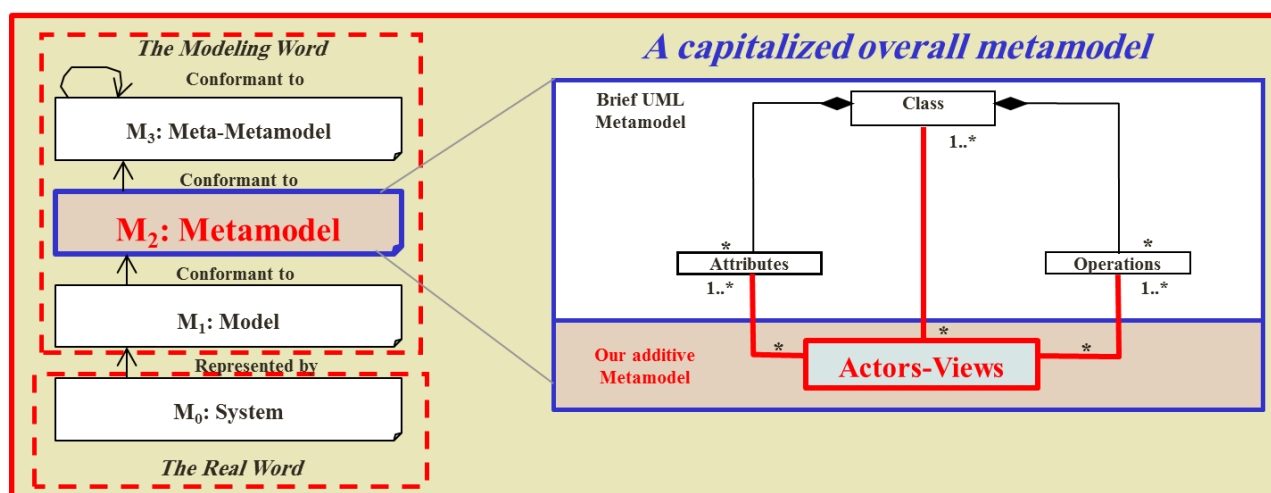 The Modeling Word
Conformant to
M₃: Meta-Metamodel
Conformant to
M₂: Metamodel
Conformant to
M₁: Model
Represented by
M₀: System
The Real Word
A capitalized overall metamodel
Brief UML
Metamodel
Class
1..*
*
*
Attributes
Operations
1..*
1..*
*
*
*
Our additive
Metamodel
Actors-Views